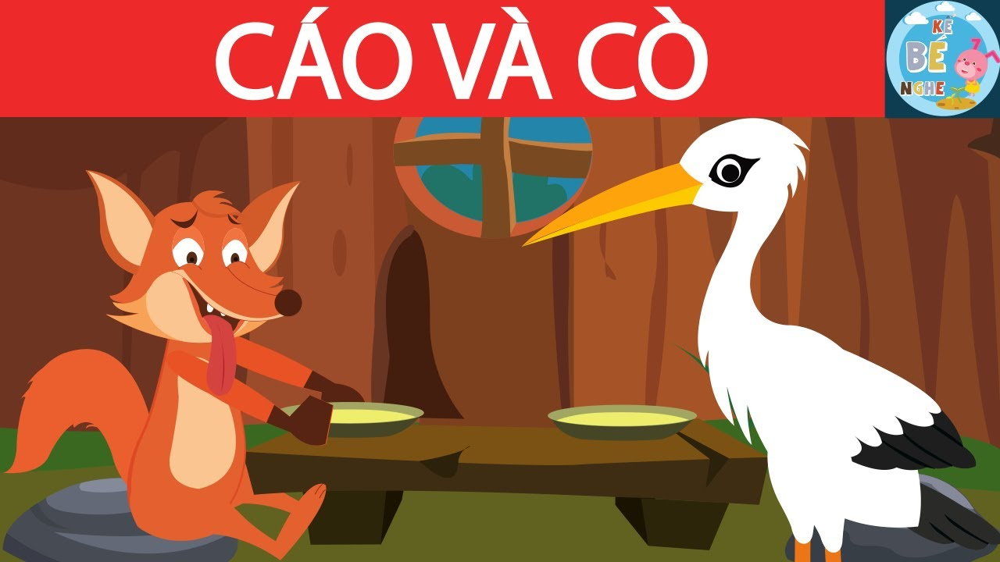 CÁO VÀ CÒ
KỂ
BÉ
NGHE